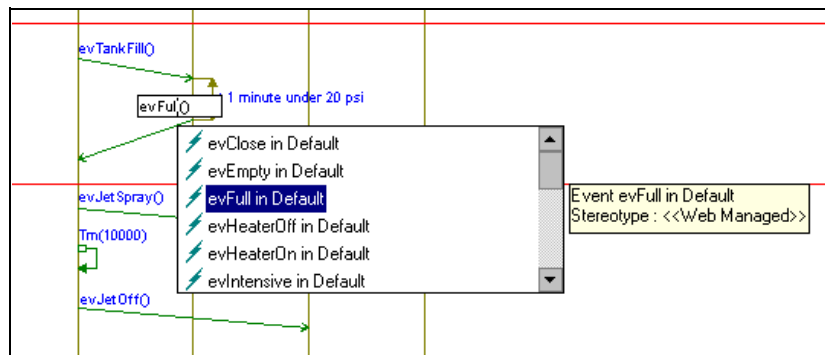 evTankFill()
1 minute under 20 psi
evFul()
evClose in Default
evEmpty in Default
evFull in Default
evHeaterOff in Default
evHeaterOn in Default
evIntensive in Default
Event evFull in Default
Stereotype : <<Web Managed>>
evJetSpray()
Tm(10000)
evJetOff()